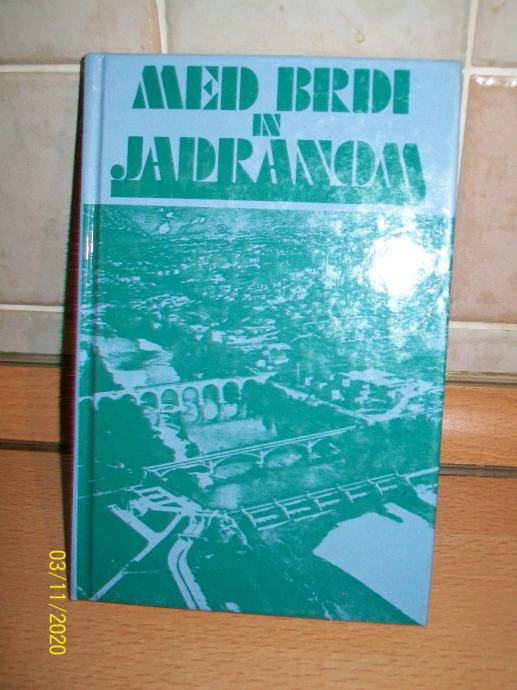 MED BRDI
IN
JADRANOM
03/11/2020